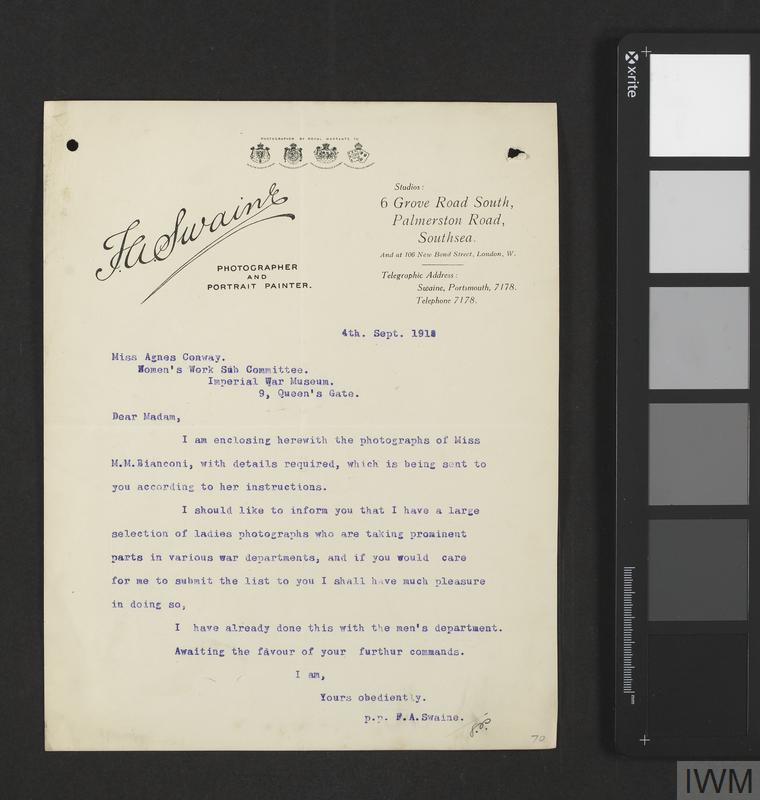 PHOTOGRAPHER BY ROYAL WARRANTS TO
F.A. Swaine
PHOTOGRAPHER
AND
PORTRAIT PAINTER.
Studios:
6 Grove Road South,
Palmerston Road,
Southsea.
And at 106 New Bond Street, London, W.
Telegraphic Address:
Swaine, Portsmouth, 7178.
Telephone 7178.
4th. Sept. 1918
Miss Agnes Conway.
Women's Work Sub Committee.
Imperial War Museum.
9, Queen's Gate.
Dear Madam,
I am enclosing herewith the photographs of Miss
M.M.Bianconi, with details required, which is being sent to
you according to her instructions.
I should like to inform you that I have a large
selection of ladies photographs who are taking prominent
parts in various war departments, and if you would care
for me to submit the list to you I shall have much pleasure
in doing so,
I have already done this with the men's department.
Awaiting the favour of your furthur commands.
I am,
Yours obediently.
p.p. F.A.Swaine.
70
x-rite
mm
IWM